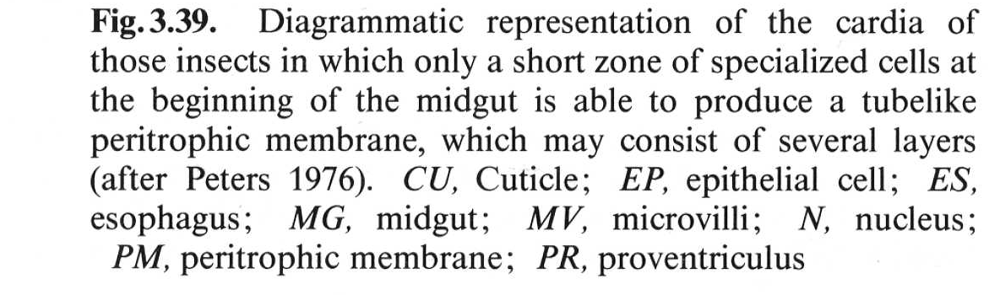 Fig. 3.39. Diagrammatic representation of the cardia of
those insects in which only a short zone of specialized cells at
the beginning of the midgut is able to produce a tubelike
peritrophic membrane, which may consist of several layers
(after Peters 1976). CU, Cuticle; EP, epithelial cell; ES,
esophagus; MG, midgut; MV, microvilli; N, nucleus;
PM, peritrophic membrane; PR, proventriculus